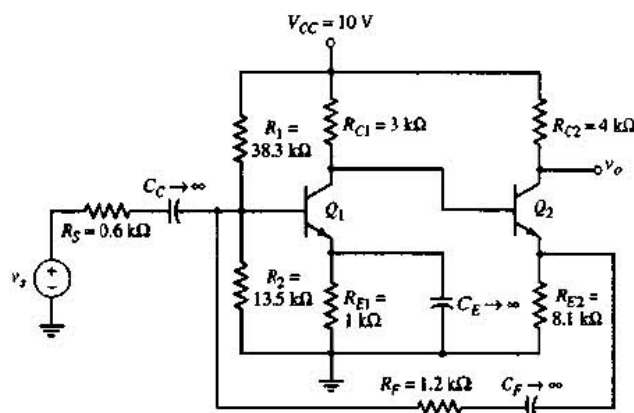 V_CC = 10 V
R_1 =
38.3 kΩ
R_C1 = 3 kΩ
R_C2 = 4 kΩ
v_o
C_C → ∞
Q_1
Q_2
R_S = 0.6 kΩ
v_s
+
−
R_2 =
13.5 kΩ
R_E1 =
1 kΩ
C_E → ∞
R_E2 =
8.1 kΩ
R_F = 1.2 kΩ
C_F → ∞